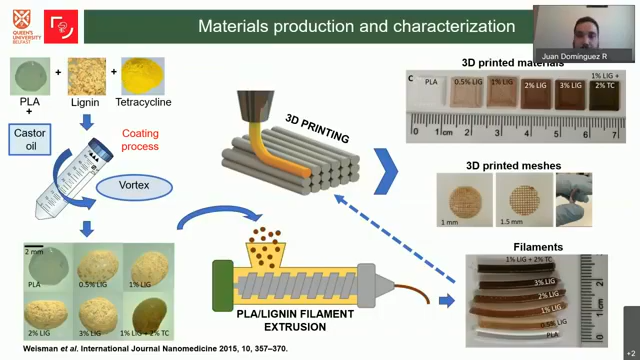 QUEEN'S
UNIVERSITY
BELFAST
Materials production and characterization
Juan Domínguez R
PLA
+
Lignin
+
Tetracycline
+
Castor
oil
Coating
process
Vortex
2 mm
PLA
0.5% LIG
1% LIG
2% LIG
3% LIG
1% LIG + 2% TC
3D PRINTING
PLA/LIGNIN FILAMENT
EXTRUSION
3D printed materials
C
PLA
0.5% LIG
1% LIG
2% LIG
3% LIG
1% LIG +
2% TC
0 1cm 2 3 4 5 6 7
3D printed meshes
1 mm
1.5 mm
Filaments
1% LIG + 2% TC
3% LIG
2% LIG
1% LIG
0.5% LIG
PLA
Weisman et al. International Journal Nanomedicine 2015, 10, 357–370.
+2